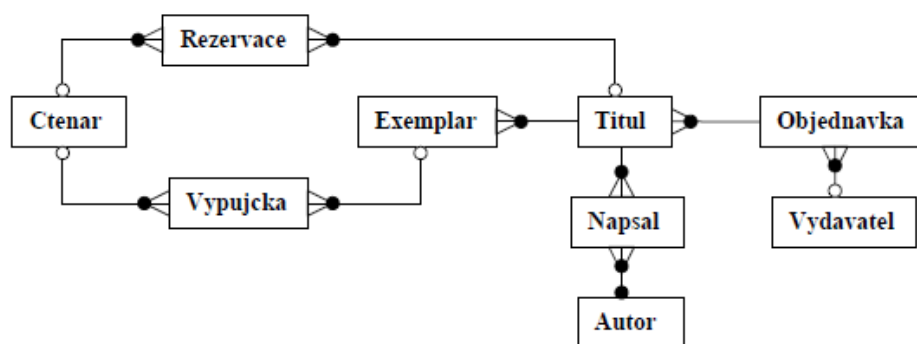 Rezervace
Ctenar
Exemplar
Titul
Objednavka
Vypujcka
Napsal
Vydavatel
Autor